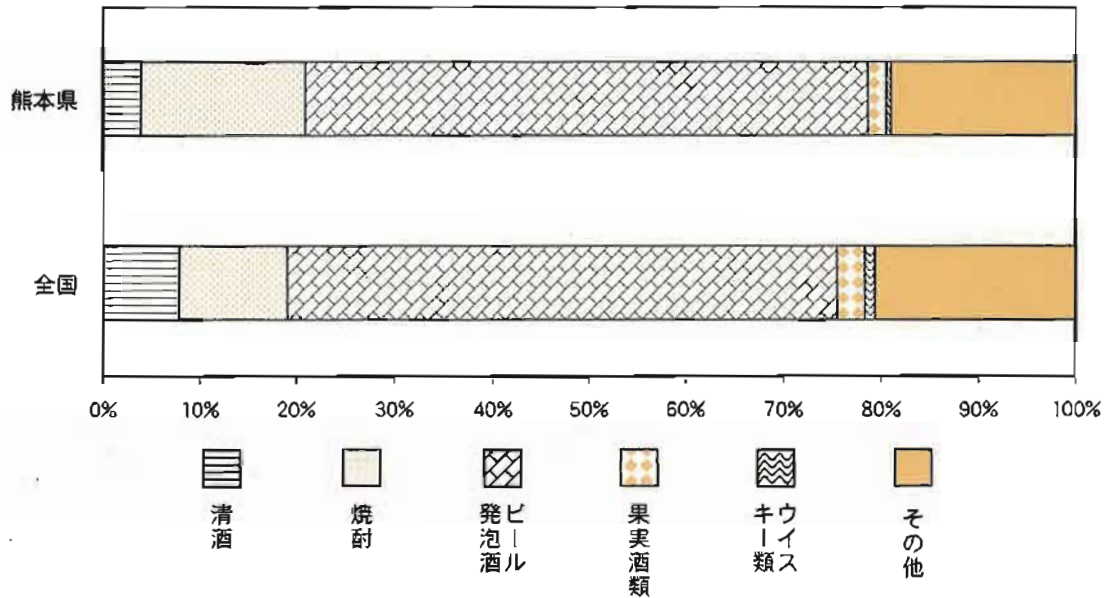 熊本県
全国
0% 10% 20% 30% 40% 50% 60% 70% 80% 90% 100%
清酒
焼酎
ビール
発泡酒
果実酒類
ウイス
キー類
その他